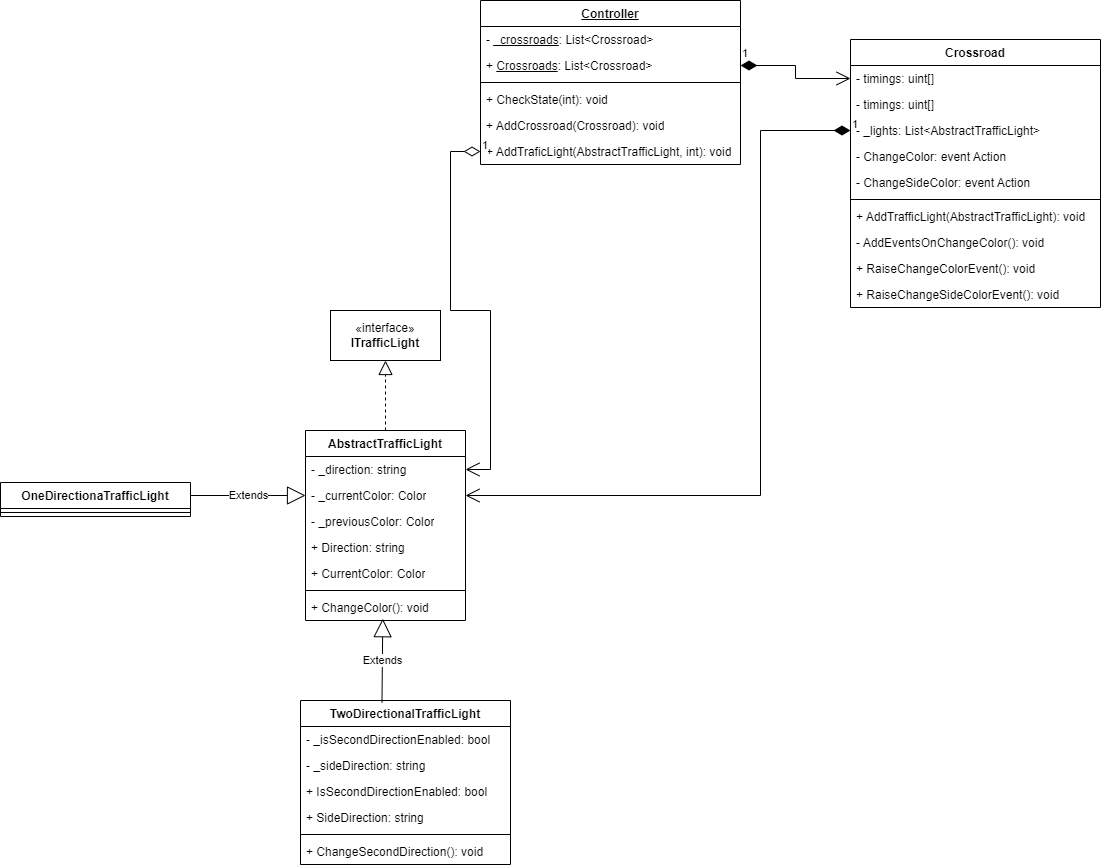 Controller
- _crossroads: List<Crossroad>
+ Crossroads: List<Crossroad>
+ CheckState(int): void
+ AddCrossroad(Crossroad): void
+ AddTraficLight(AbstractTrafficLight, int): void
1
1
Crossroad
- timings: uint[]
- timings: uint[]
- _lights: List<AbstractTrafficLight>
- ChangeColor: event Action
- ChangeSideColor: event Action
+ AddTrafficLight(AbstractTrafficLight): void
- AddEventsOnChangeColor(): void
+ RaiseChangeColorEvent(): void
+ RaiseChangeSideColorEvent(): void
1
«interface»
ITrafficLight
AbstractTrafficLight
- _direction: string
- _currentColor: Color
- _previousColor: Color
+ Direction: string
+ CurrentColor: Color
+ ChangeColor(): void
OneDirectionaTrafficLight
Extends
Extends
TwoDirectionalTrafficLight
- _isSecondDirectionEnabled: bool
- _sideDirection: string
+ IsSecondDirectionEnabled: bool
+ SideDirection: string
+ ChangeSecondDirection(): void